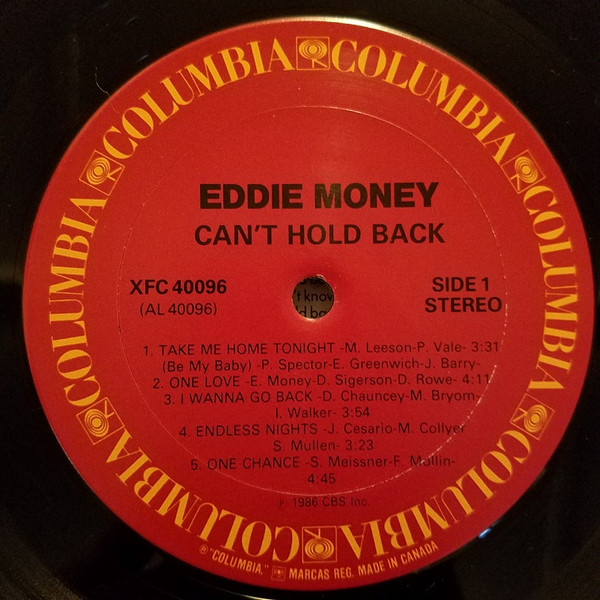 COLUMBIA COLUMBIA COLUMBIA COLUMBIA COLUMBIA COLUMBIA COLUMBIA COLUMBIA
EDDIE MONEY
CAN'T HOLD BACK
XFC 40096
(AL 40096)
SIDE 1
STEREO
t know
1. TAKE ME HOME TONIGHT -M. Leeson-P. Vale- 3:31
(Be My Baby) -P. Spector-E. Greenwich-J. Barry-
2. ONE LOVE -E. Money-D. Sigerson-D. Rowe- 4:11
3. I WANNA GO BACK -D. Chauncey-M. Bryom-
I. Walker- 3:54
4. ENDLESS NIGHTS -J. Cesario-M. Collyer
S. Mullen- 3:23
5. ONE CHANCE -S. Meissner-F. Mollin-
4:45
℗ 1986 CBS Inc.
® "COLUMBIA," MARCAS REG. MADE IN CANADA